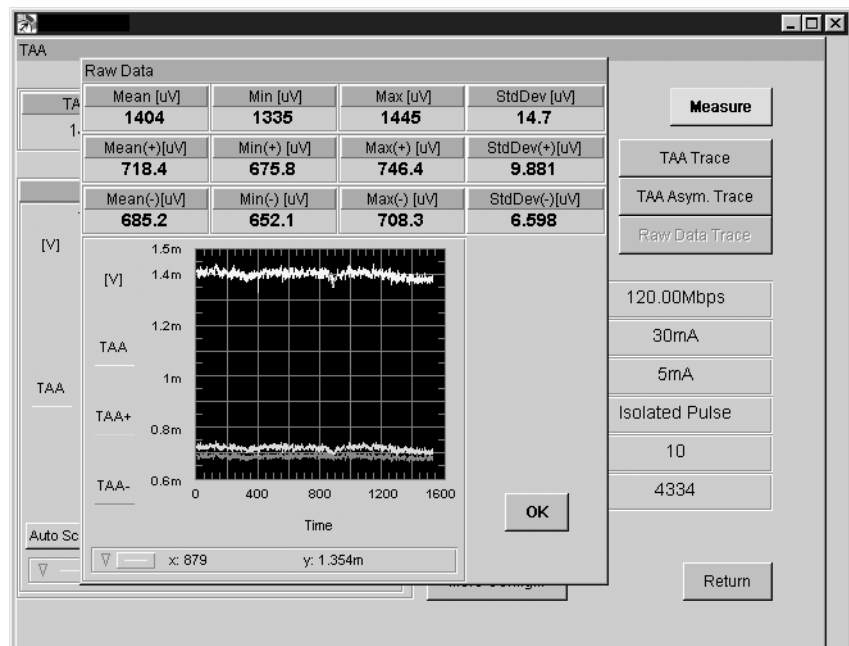 TAA
Raw Data
Mean [uV] Min [uV] Max [uV] StdDev [uV]
1404 1335 1445 14.7
Mean(+)[uV] Min(+) [uV] Max(+) [uV] StdDev(+)[uV]
718.4 675.8 746.4 9.881
Mean(-)[uV] Min(-) [uV] Max(-) [uV] StdDev(-)[uV]
685.2 652.1 708.3 6.598
[V]
TAA
Auto Sc
[V]
TAA
TAA+
TAA-
1.5m
1.4m
1.2m
1m
0.8m
0.6m
0 400 800 1200 1600
Time
x: 879 y: 1.354m
OK
Measure
TAA Trace
TAA Asym. Trace
Raw Data Trace
120.00Mbps
30mA
5mA
Isolated Pulse
10
4334
Return